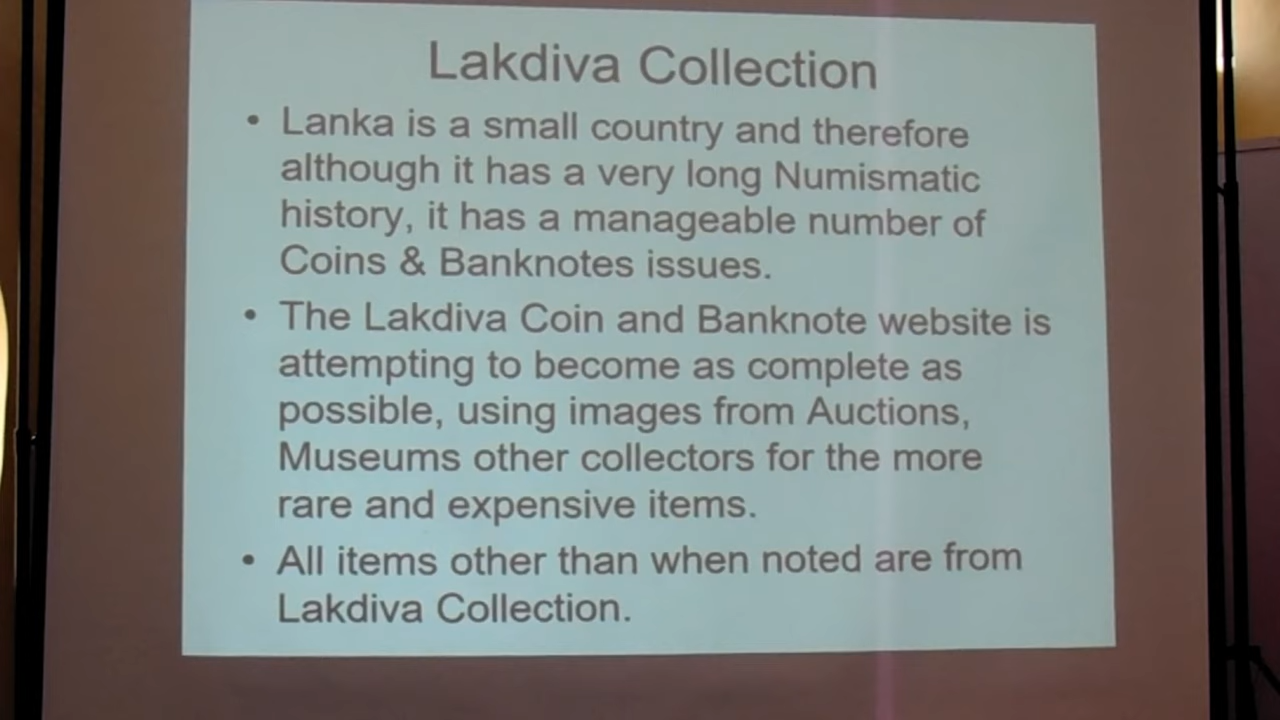 Lakdiva Collection
• Lanka is a small country and therefore
although it has a very long Numismatic
history, it has a manageable number of
Coins & Banknotes issues.
• The Lakdiva Coin and Banknote website is
attempting to become as complete as
possible, using images from Auctions,
Museums other collectors for the more
rare and expensive items.
• All items other than when noted are from
Lakdiva Collection.